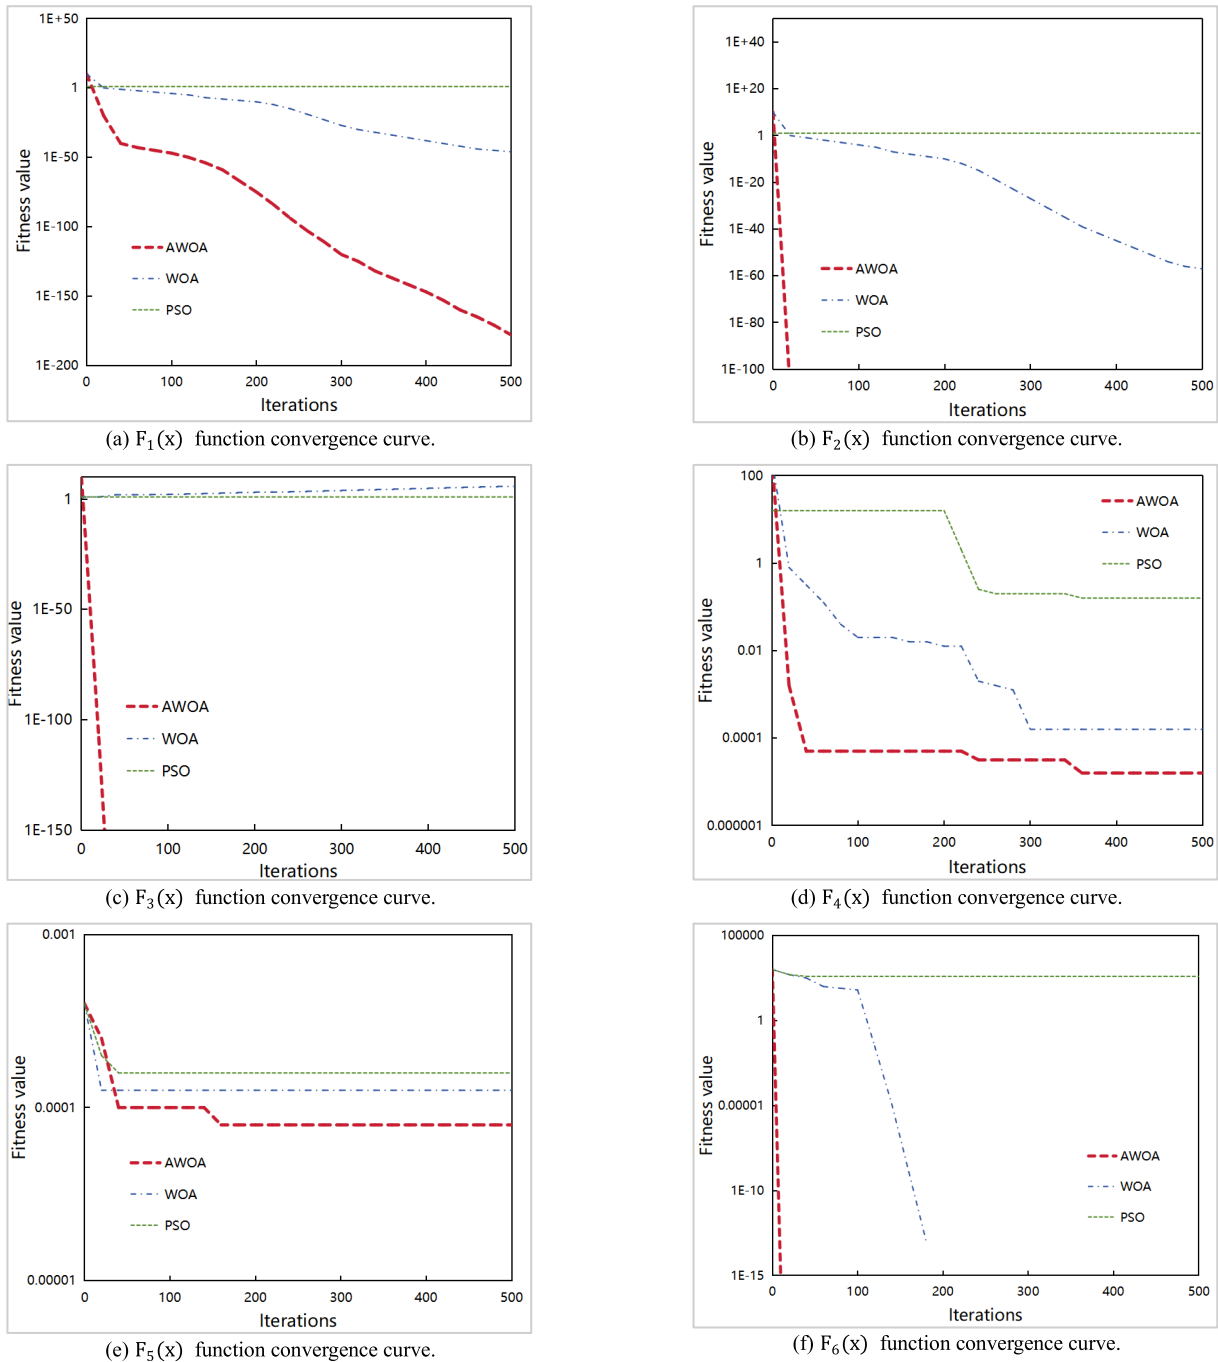 1E+50
1
1E-50
1E-100
1E-150
1E-200
Fitness value
AWOA
WOA
PSO
0 100 200 300 400 500
Iterations
(a) F₁(x) function convergence curve.
1E+40
1E+20
1
1E-20
1E-40
1E-60
1E-80
1E-100
Fitness value
AWOA
WOA
PSO
0 100 200 300 400 500
Iterations
(b) F₂(x) function convergence curve.
1
1E-50
1E-100
1E-150
Fitness value
AWOA
WOA
PSO
0 100 200 300 400 500
Iterations
(c) F₃(x) function convergence curve.
100
1
0.01
0.0001
0.000001
Fitness value
AWOA
WOA
PSO
0 100 200 300 400 500
Iterations
(d) F₄(x) function convergence curve.
0.001
0.0001
0.00001
Fitness value
AWOA
WOA
PSO
0 100 200 300 400 500
Iterations
(e) F₅(x) function convergence curve.
100000
1
0.00001
1E-10
1E-15
Fitness value
AWOA
WOA
PSO
0 100 200 300 400 500
Iterations
(f) F₆(x) function convergence curve.